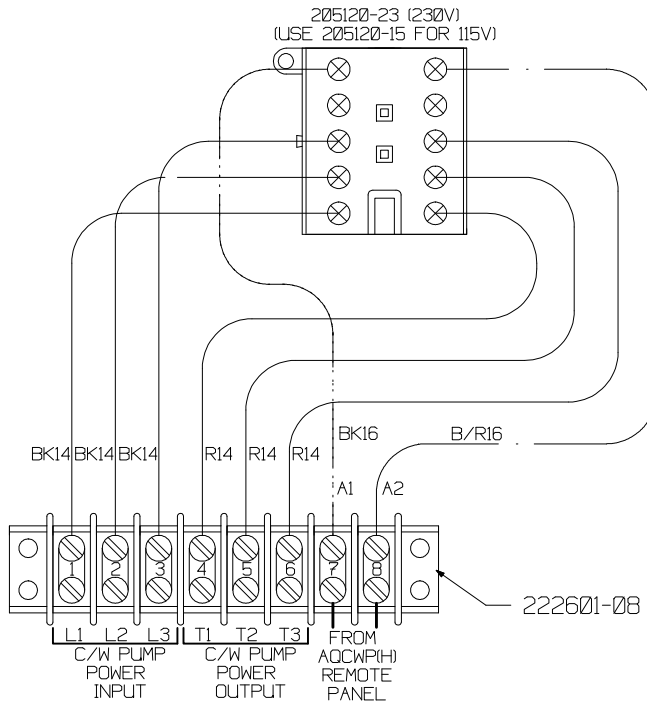 205120-23 (230V)
(USE 205120-15 FOR 115V)
BK14 BK14 BK14 R14 R14 R14 BK16 B/R16
A1 A2
1 2 3 4 5 6 7 8
222601-08
L1 L2 L3 T1 T2 T3
C/W PUMP
POWER
INPUT
C/W PUMP
POWER
OUTPUT
FROM
AQCWP(H)
REMOTE
PANEL